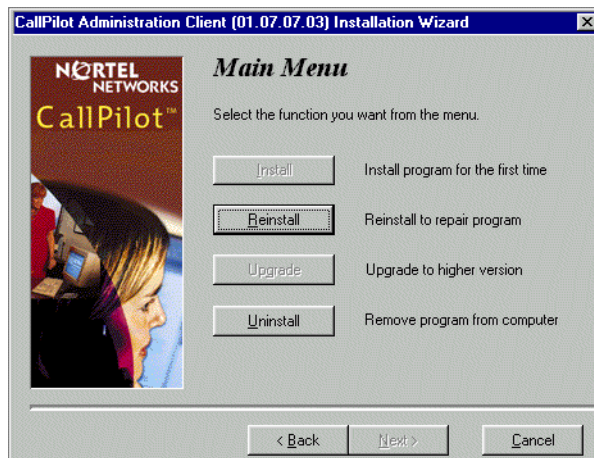 CallPilot Administration Client (01.07.07.03) Installation Wizard
NORTEL
NETWORKS
CallPilot™
Main Menu
Select the function you want from the menu.
Install
Install program for the first time
Reinstall
Reinstall to repair program
Upgrade
Upgrade to higher version
Uninstall
Remove program from computer
< Back
Next >
Cancel